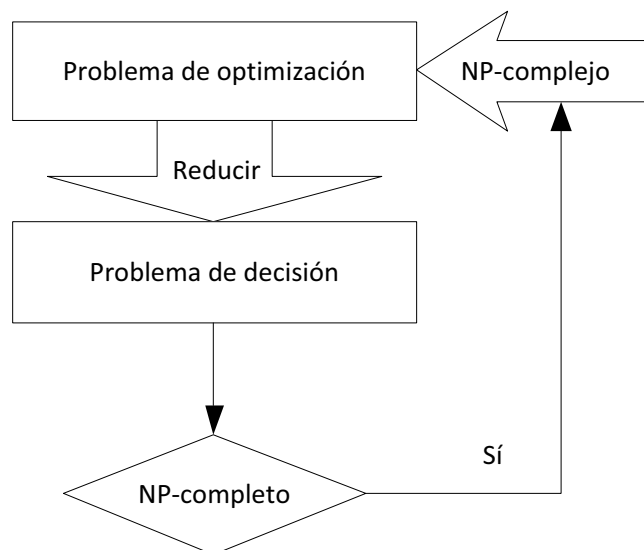 Problema de optimización
NP-complejo
Reducir
Problema de decisión
Sí
NP-completo